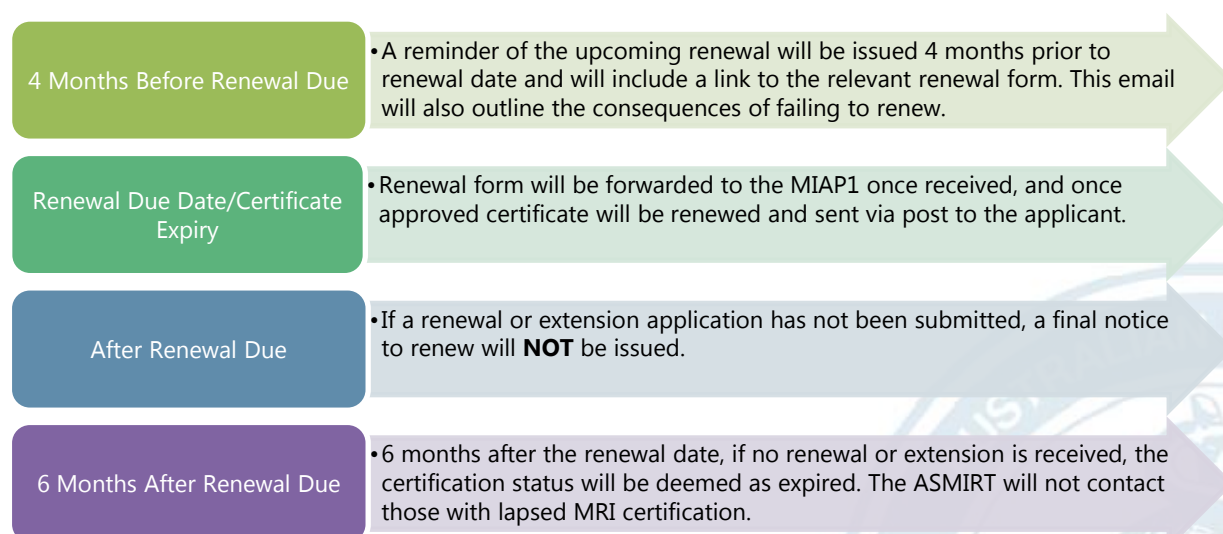 4 Months Before Renewal Due
•A reminder of the upcoming renewal will be issued 4 months prior to
renewal date and will include a link to the relevant renewal form. This email
will also outline the consequences of failing to renew.
Renewal Due Date/Certificate
Expiry
•Renewal form will be forwarded to the MIAP1 once received, and once
approved certificate will be renewed and sent via post to the applicant.
After Renewal Due
•If a renewal or extension application has not been submitted, a final notice
to renew will NOT be issued.
6 Months After Renewal Due
•6 months after the renewal date, if no renewal or extension is received, the
certification status will be deemed as expired. The ASMIRT will not contact
those with lapsed MRI certification.